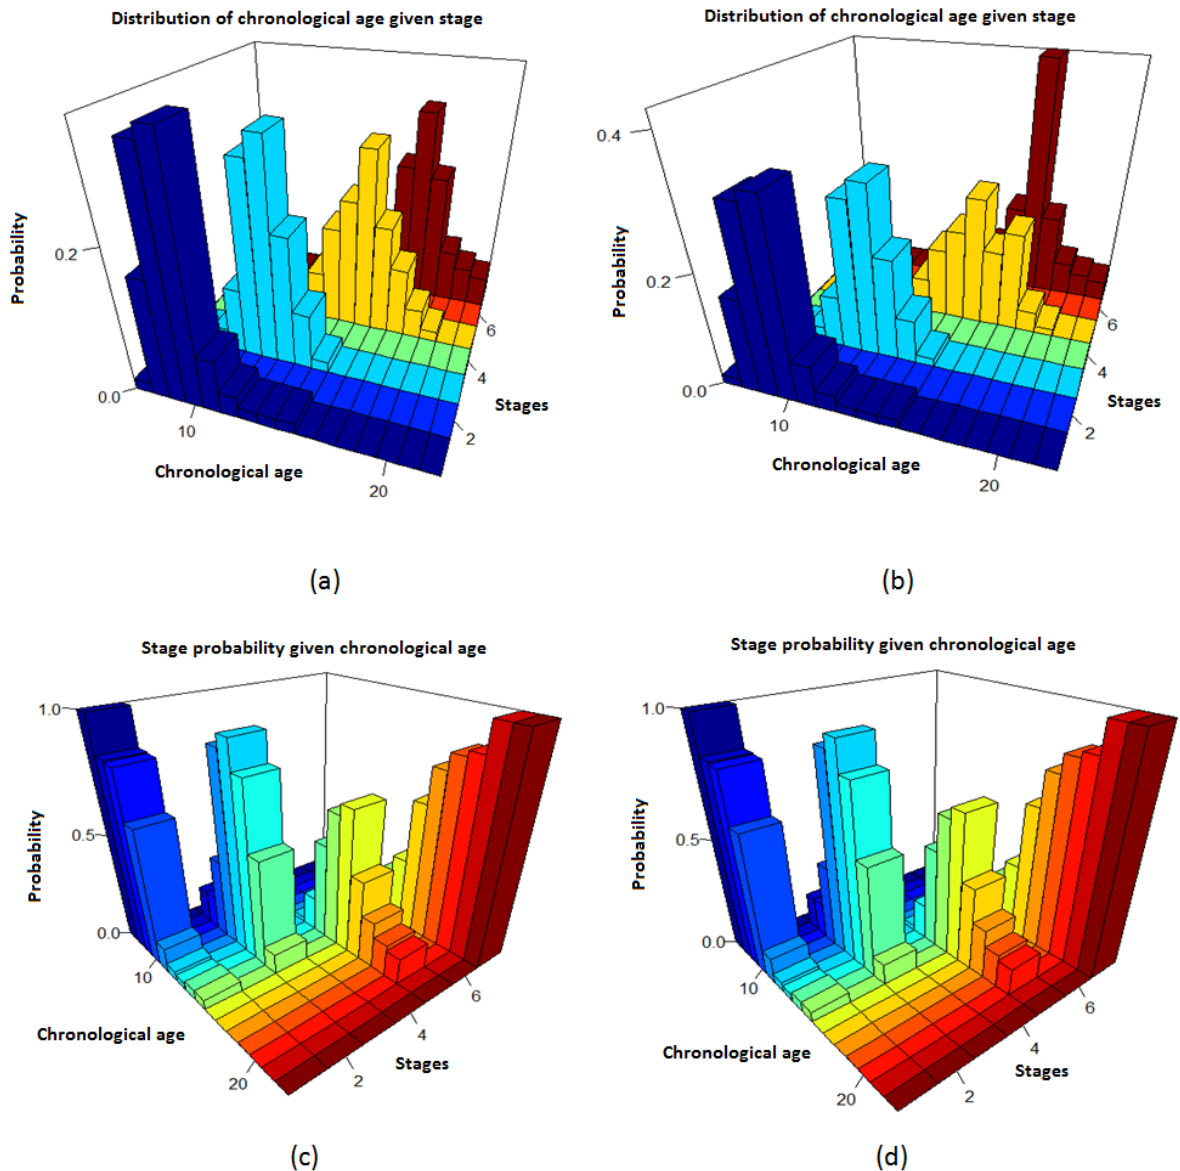 Distribution of chronological age given stage
Probability
0.2
0.0
10
20
Chronological age
2
4
6
Stages
(a)
Distribution of chronological age given stage
Probability
0.4
0.2
0.0
10
20
Chronological age
2
4
6
Stages
(b)
Stage probability given chronological age
Probability
1.0
0.5
0.0
10
20
Chronological age
2
4
6
Stages
(c)
Stage probability given chronological age
Probability
1.0
0.5
0.0
10
20
Chronological age
2
4
6
Stages
(d)